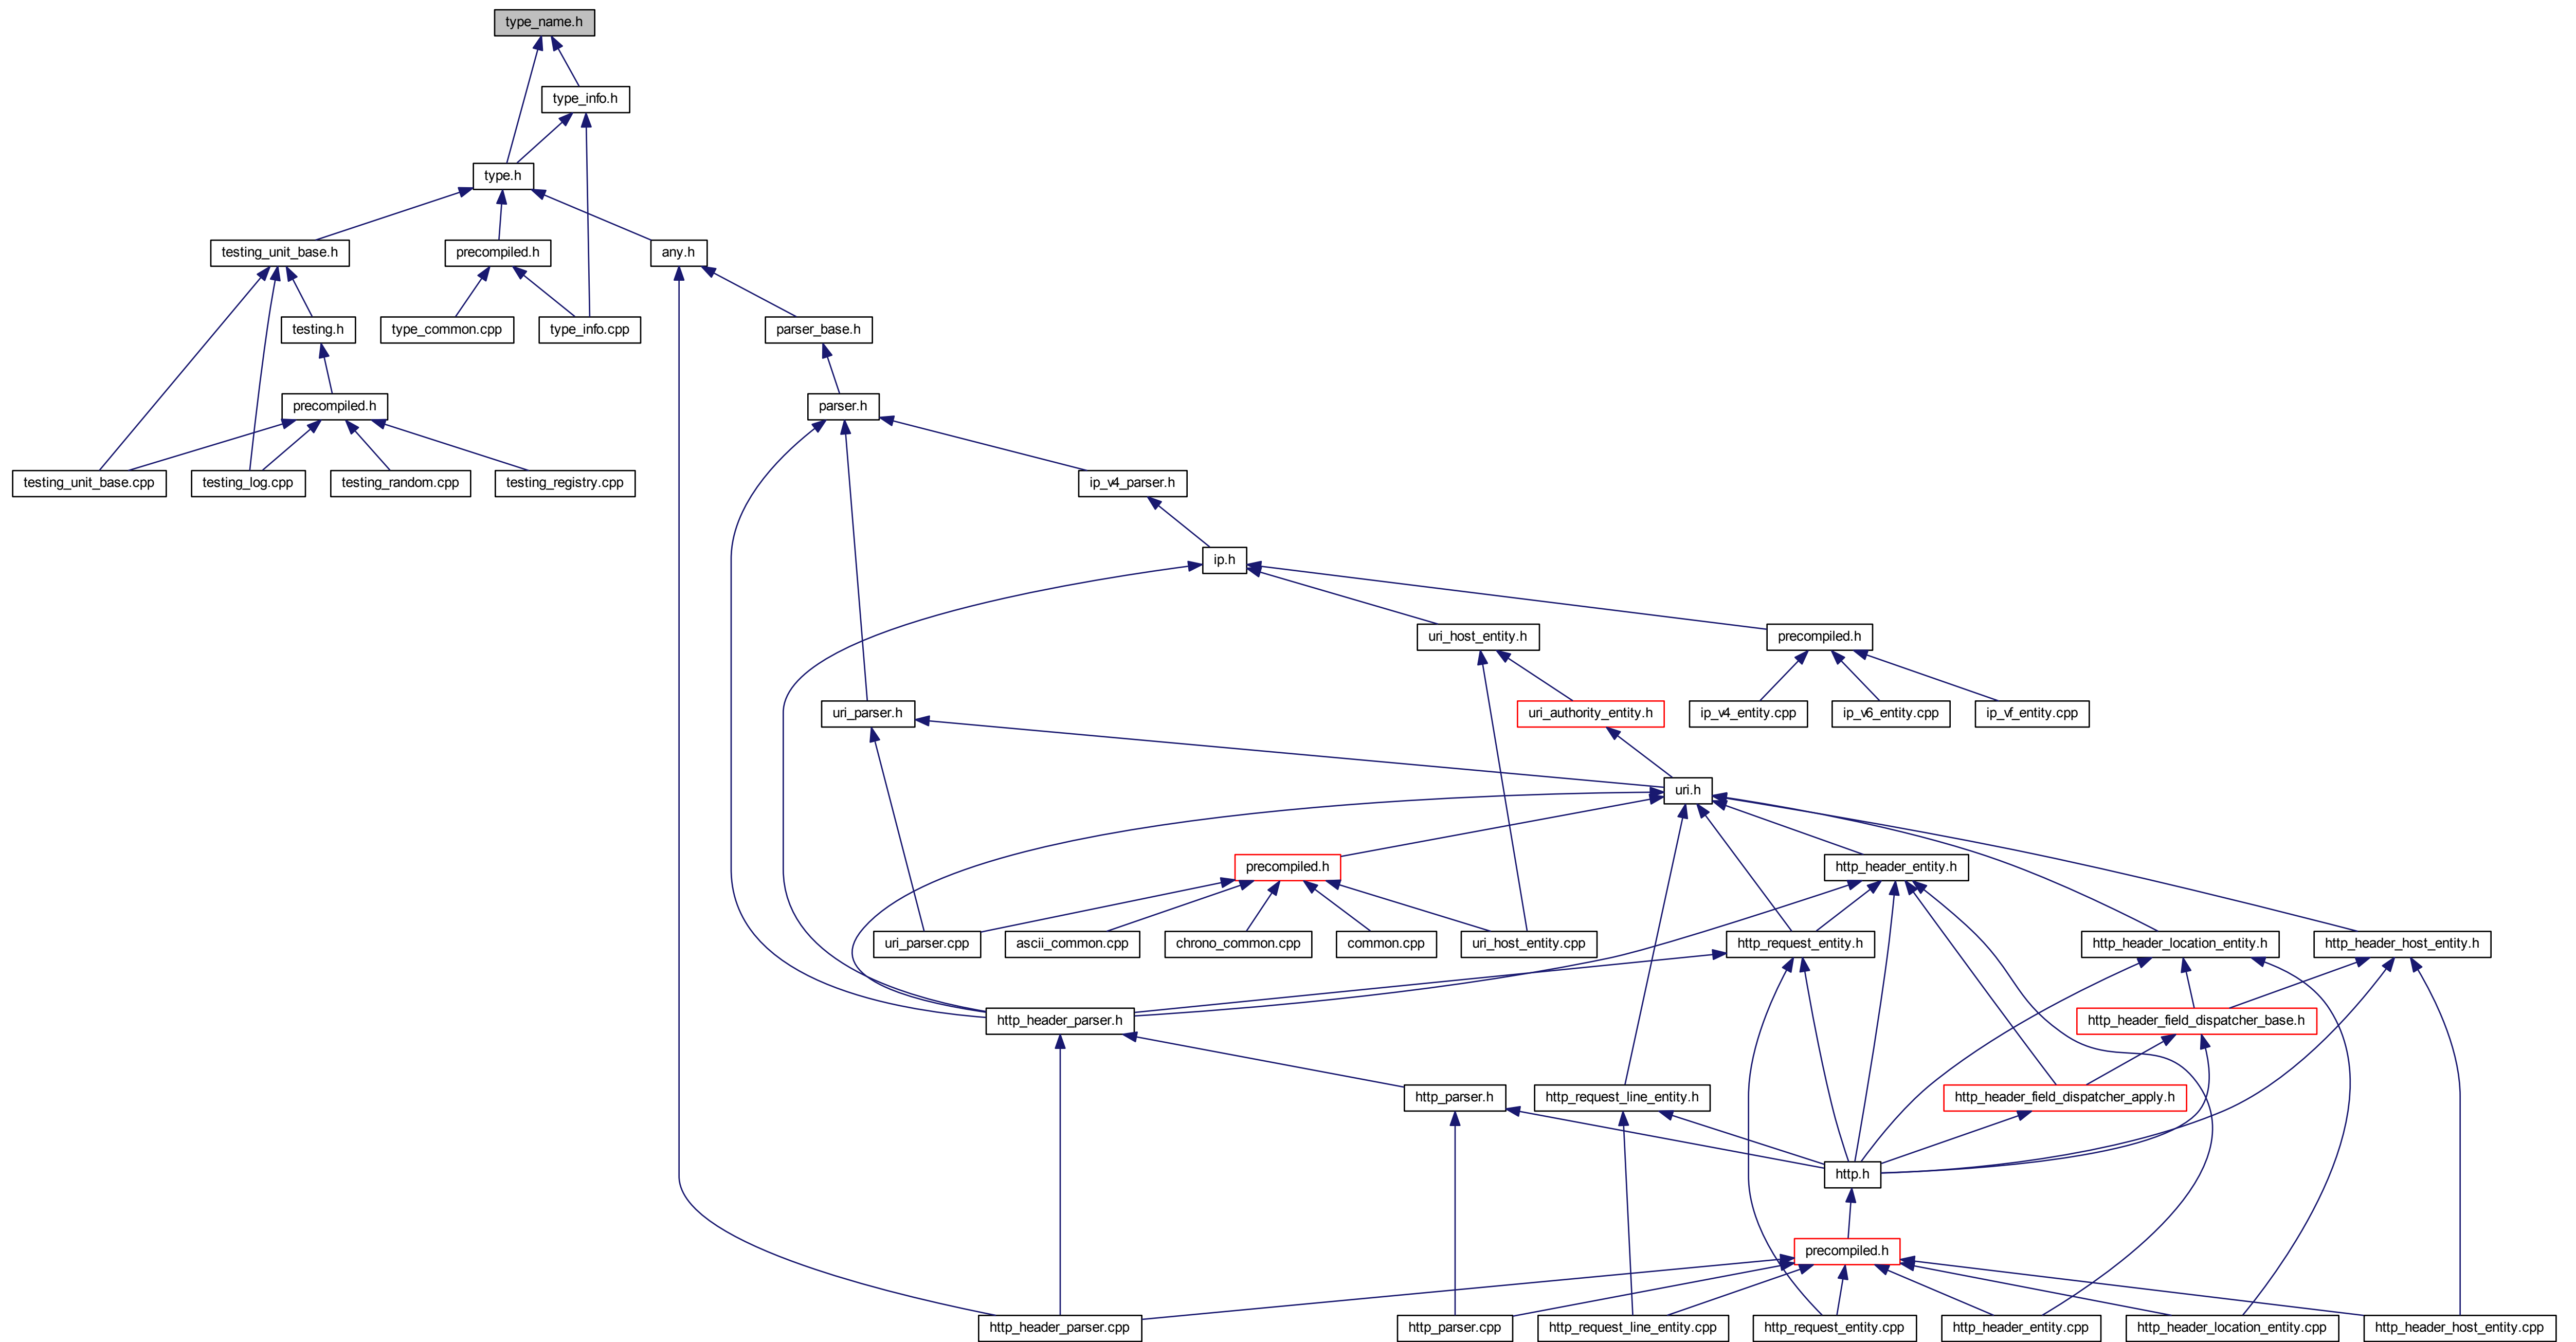 type_name.h
type_info.h
type.h
testing_unit_base.h
precompiled.h
any.h
testing.h
type_common.cpp
type_info.cpp
parser_base.h
precompiled.h
parser.h
testing_unit_base.cpp
testing_log.cpp
testing_random.cpp
testing_registry.cpp
ip_v4_parser.h
ip.h
uri_host_entity.h
precompiled.h
uri_parser.h
uri_authority_entity.h
ip_v4_entity.cpp
ip_v6_entity.cpp
ip_vf_entity.cpp
uri.h
precompiled.h
http_header_entity.h
uri_parser.cpp
ascii_common.cpp
chrono_common.cpp
common.cpp
uri_host_entity.cpp
http_request_entity.h
http_header_location_entity.h
http_header_host_entity.h
http_header_parser.h
http_header_field_dispatcher_base.h
http_parser.h
http_request_line_entity.h
http_header_field_dispatcher_apply.h
http.h
precompiled.h
http_header_parser.cpp
http_parser.cpp
http_request_line_entity.cpp
http_request_entity.cpp
http_header_entity.cpp
http_header_location_entity.cpp
http_header_host_entity.cpp